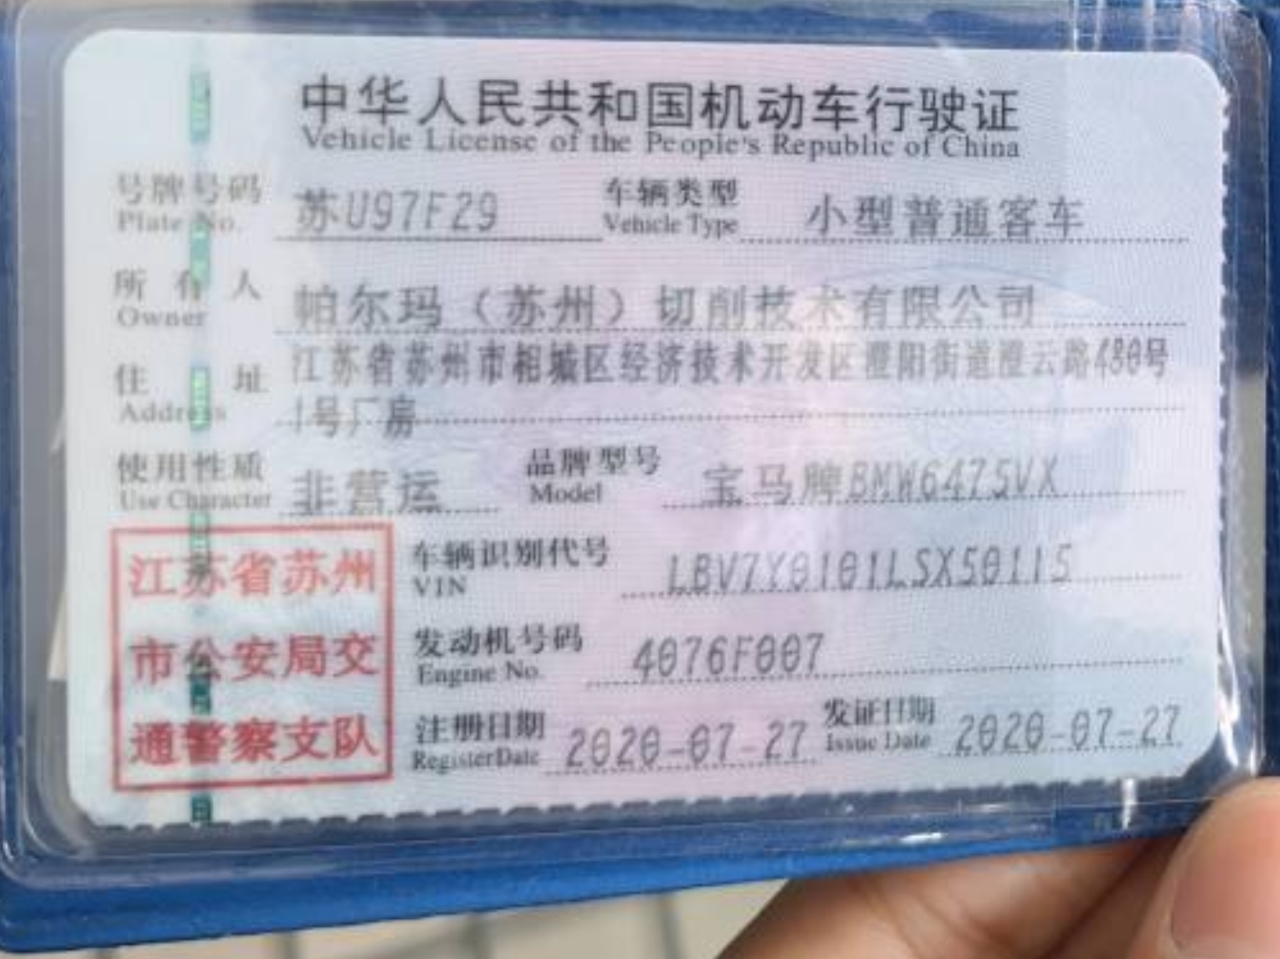 中华人民共和国机动车行驶证
Vehicle License of the People's Republic of China
号牌号码 苏U97F29 车辆类型 小型普通客车
Plate No. Vehicle Type
所有人 帕尔玛（苏州）切削技术有限公司
Owner
住址 江苏省苏州市相城区经济技术开发区澄阳街道澄云路480号
Address 1号厂房
使用性质 非营运 品牌型号 宝马牌BMW6475VX
Use Character Model
江苏省苏州
市公安局交
通警察支队
车辆识别代号 LBV7Y0101LSX50115
VIN
发动机号码 4076F007
Engine No.
注册日期 2020-07-27 发证日期 2020-07-27
Register Date Issue Date